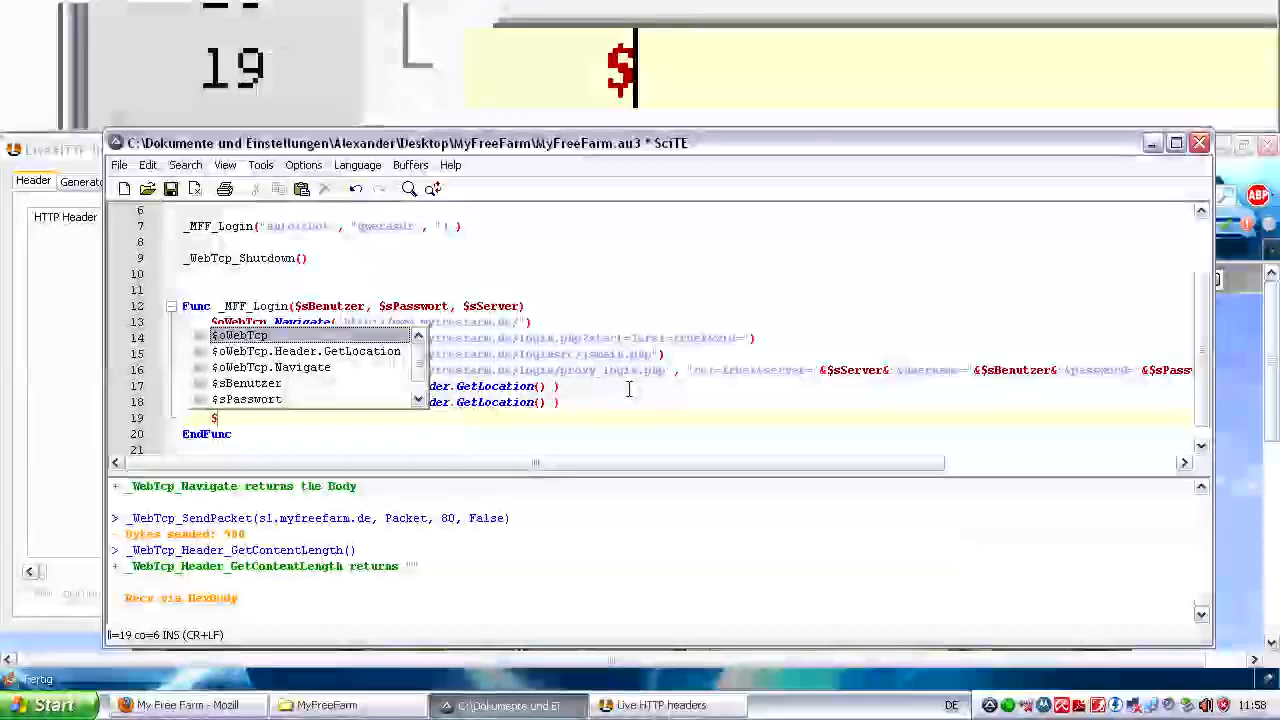 19
$
C:\Dokumente und Einstellungen\Alexander\Desktop\MyFreeFarm\MyFreeFarm.au3 * SciTE
File Edit Search View Tools Options Language Buffers Help
Header Generator
ABP
HTTP Header
6
_MFF_Login(
8
9 _WebTcp_Shutdown()
10
11
12 Func _MFF_Login($sBenutzer, $sPasswort, $sServer)
$oWebTcp.Navigate(
14
15
16 &$sServer& &$sBenutzer& &$sPass
17 der.GetLocation() )
18 der.GetLocation() )
19 $
20 EndFunc
21
$oWebTcp
$oWebTcp.Header.GetLocation
$oWebTcp.Navigate
$sBenutzer
$sPasswort
+ _WebTcp_Navigate returns the Body
> _WebTcp_SendPacket(s1.myfreefarm.de, Packet, 80, False)
> _WebTcp_Header_GetContentLength()
+ _WebTcp_Header_GetContentLength returns ""
Recv via HexBody
li=19 co=6 INS (CR+LF)
Fertig
Start My Free Farm - Mozil MyFreeFarm C:\Dokumente und Ei Live HTTP headers DE 11:58